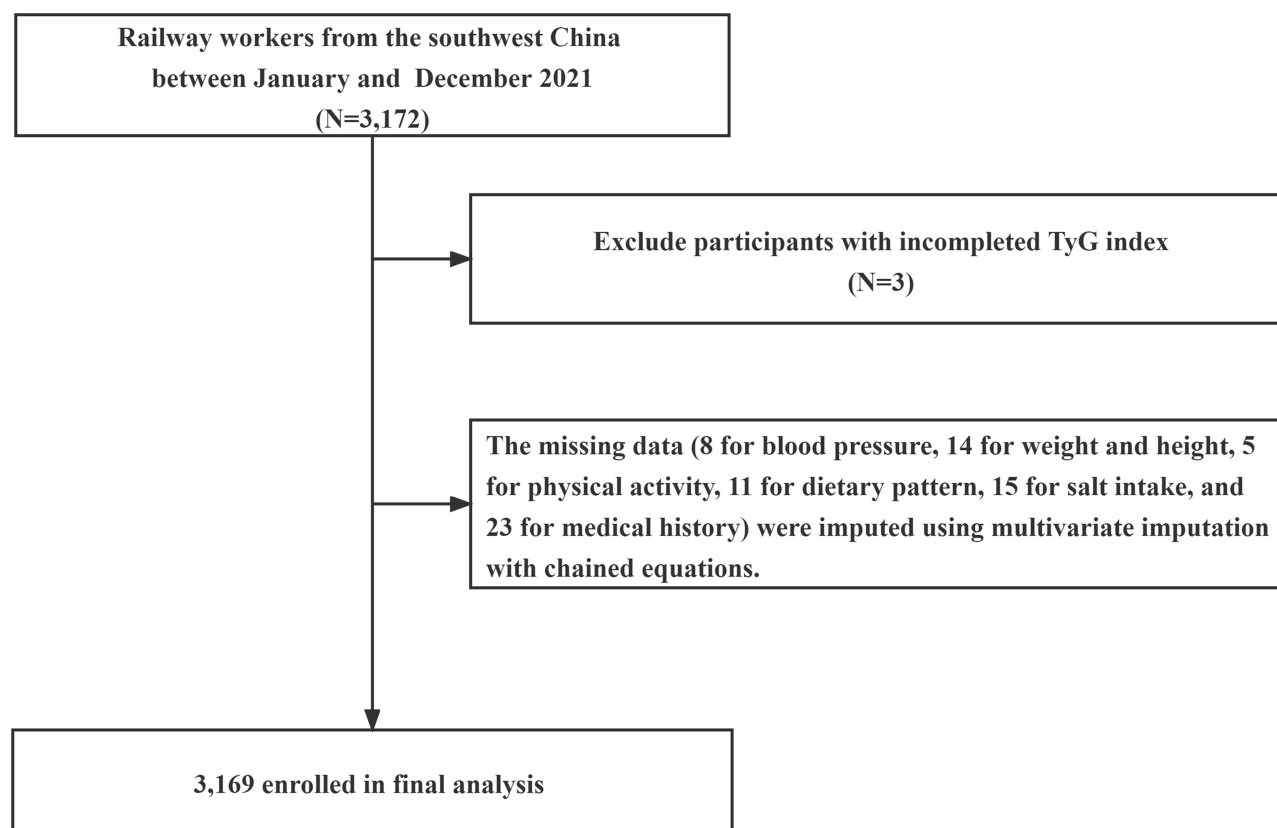 Railway workers from the southwest China
between January and December 2021
(N=3,172)
Exclude participants with incompleted TyG index
(N=3)
The missing data (8 for blood pressure, 14 for weight and height, 5
for physical activity, 11 for dietary pattern, 15 for salt intake, and
23 for medical history) were imputed using multivariate imputation
with chained equations.
3,169 enrolled in final analysis